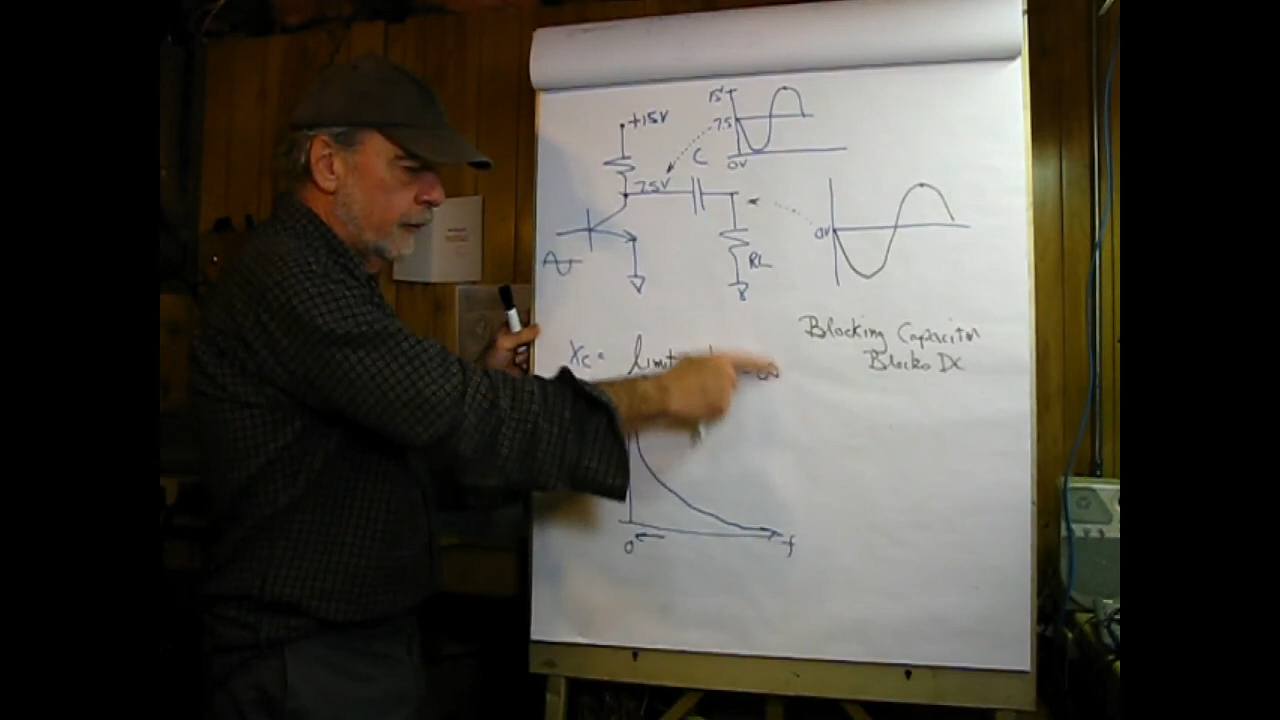 15
+15V
7.5
C
0V
7.5V
0V
RL
Blocking Capacitor
Blocks DC
Xc =
limit
∞
0
f